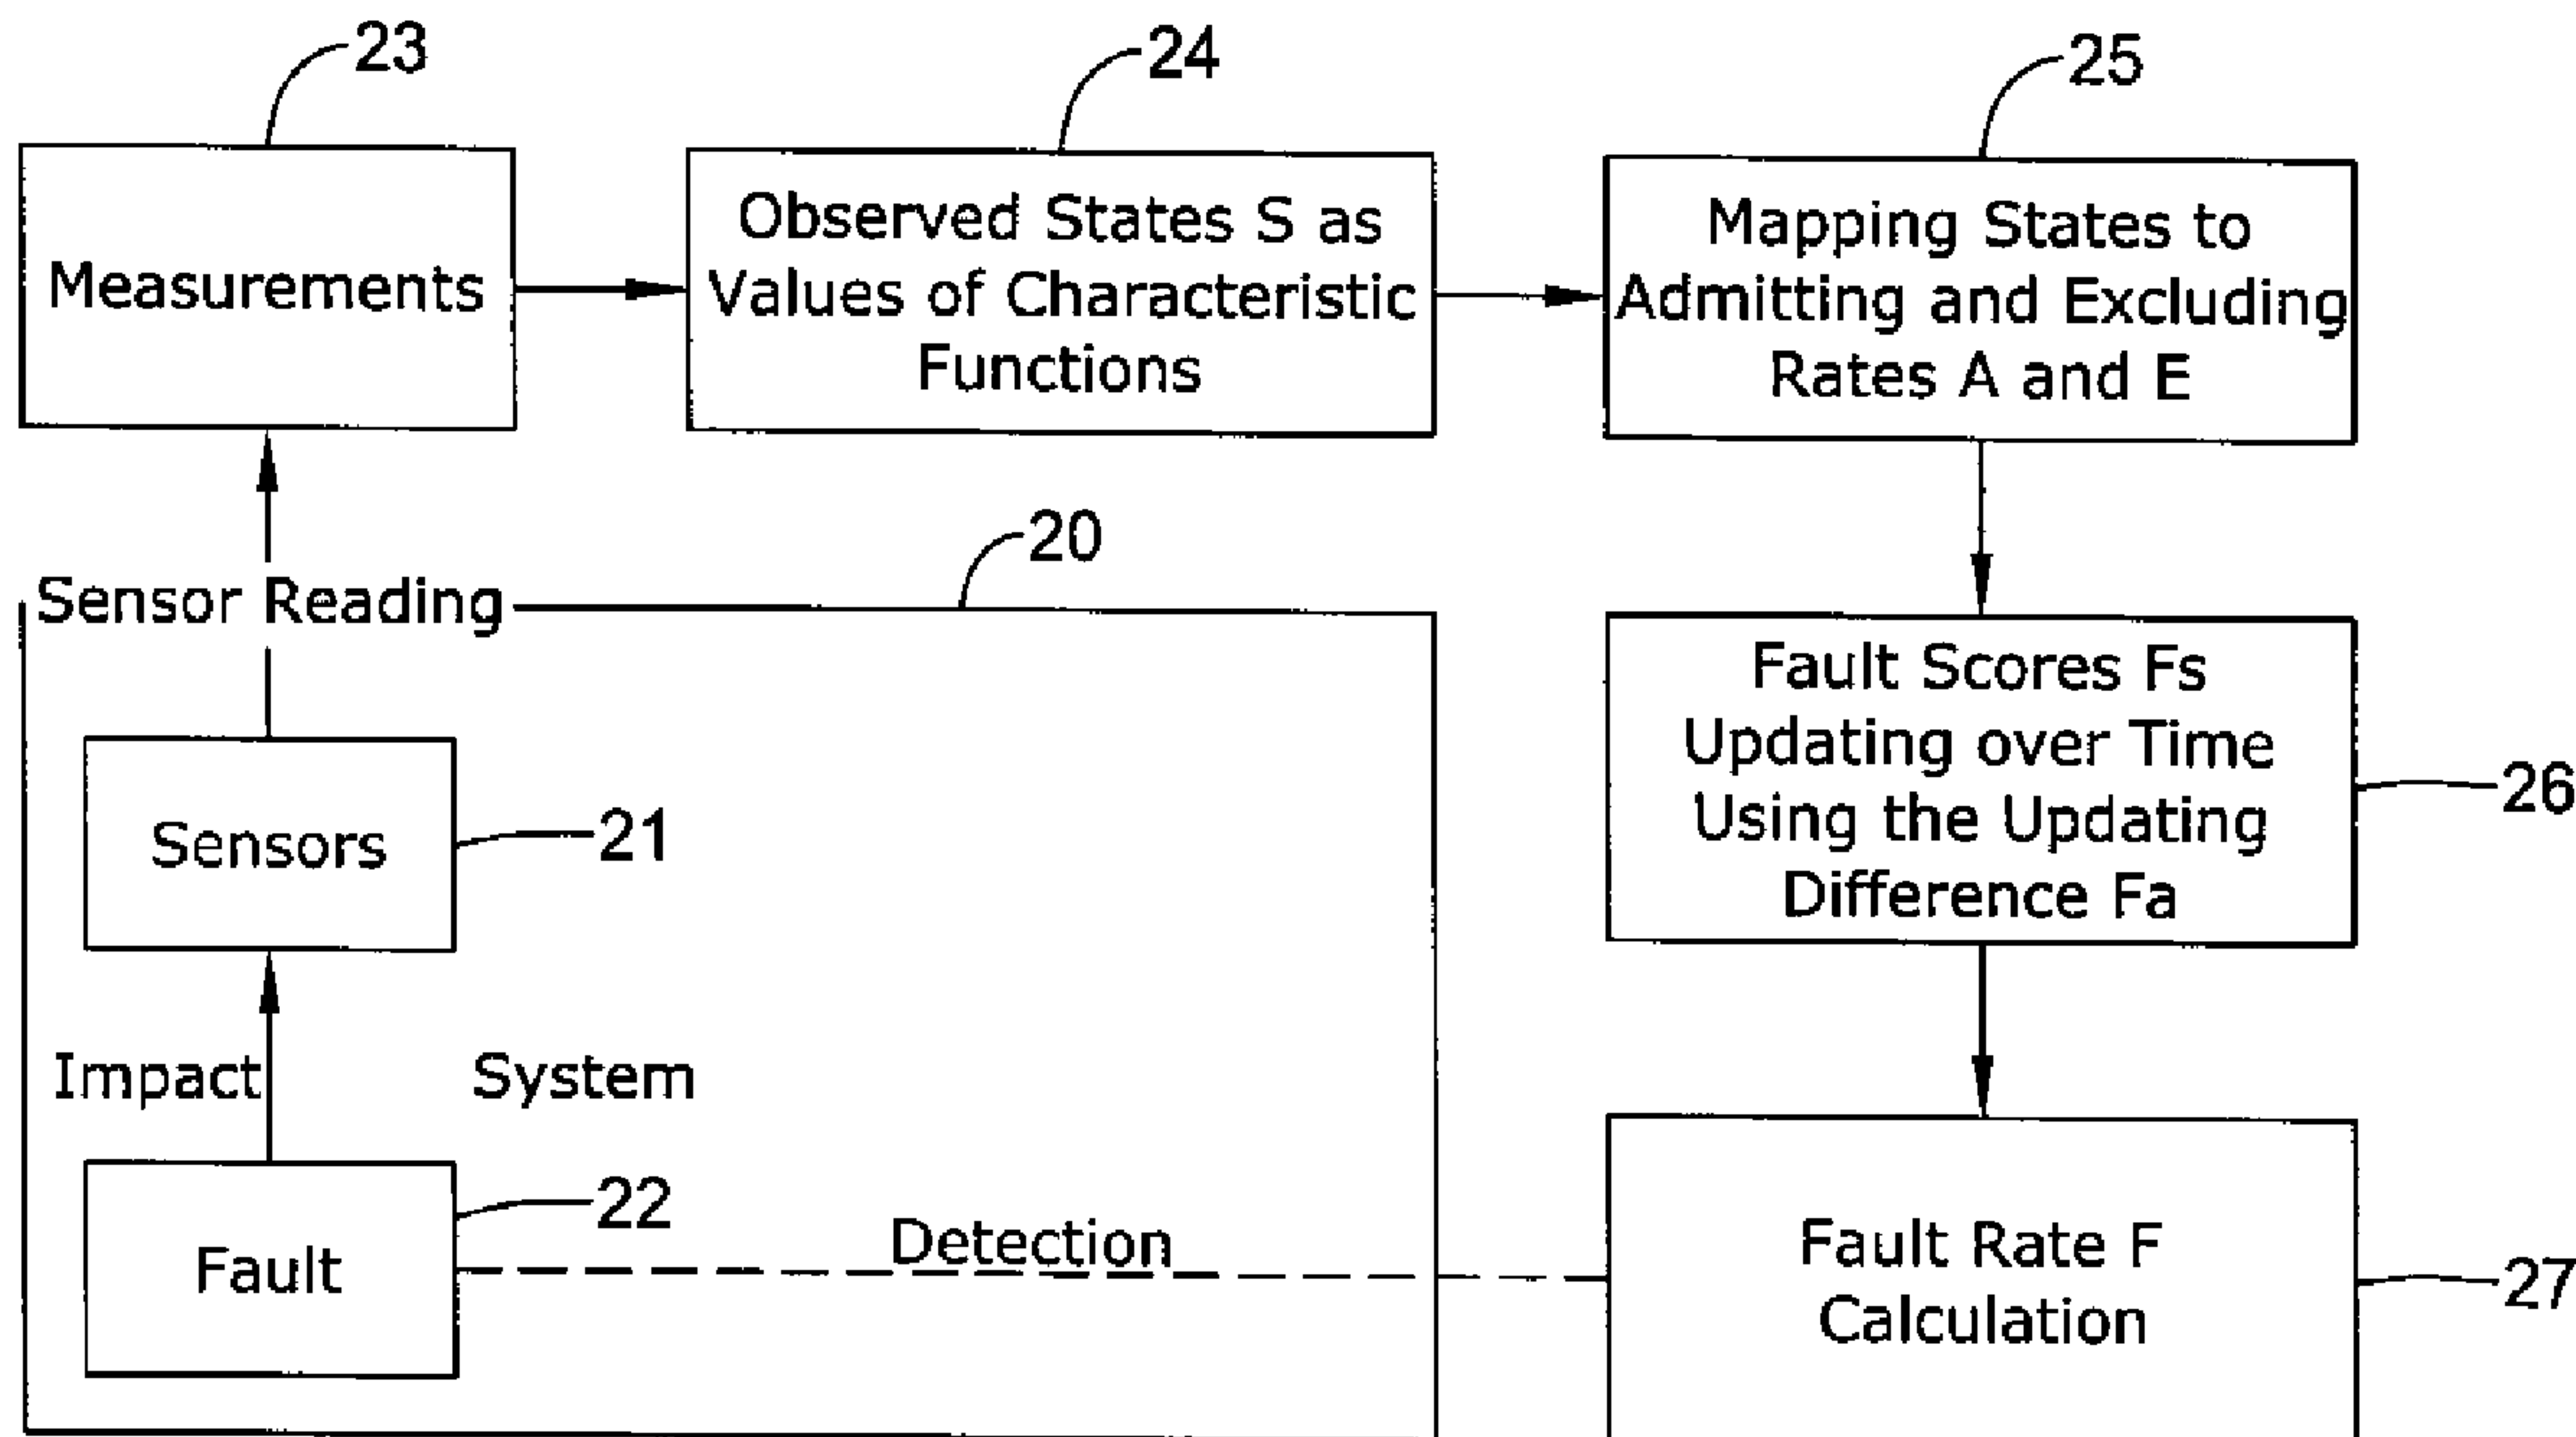 23
24
25
Measurements
Observed States S as
Values of Characteristic
Functions
Mapping States to
Admitting and Excluding
Rates A and E
20
Sensor Reading
Sensors
21
Fault Scores Fs
Updating over Time
Using the Updating
Difference Fa
26
Impact
System
Fault
22
Detection
Fault Rate F
Calculation
27